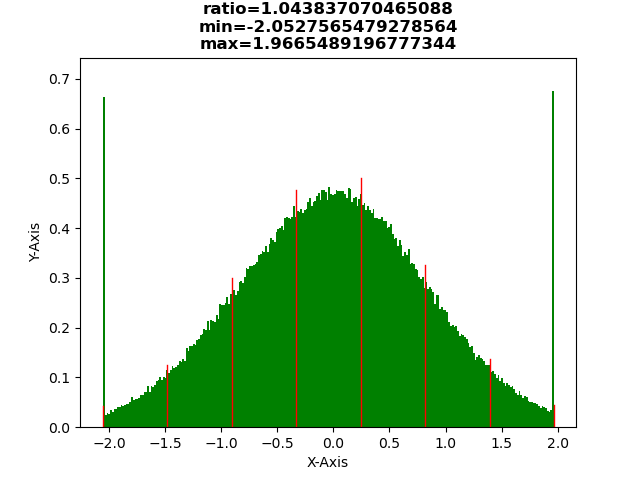 ratio=1.043837070465088
min=-2.0527565479278564
max=1.9665489196777344
0.7
0.6
0.5
0.4
0.3
0.2
0.1
0.0
Y-Axis
−2.0 −1.5 −1.0 −0.5 0.0 0.5 1.0 1.5 2.0
X-Axis